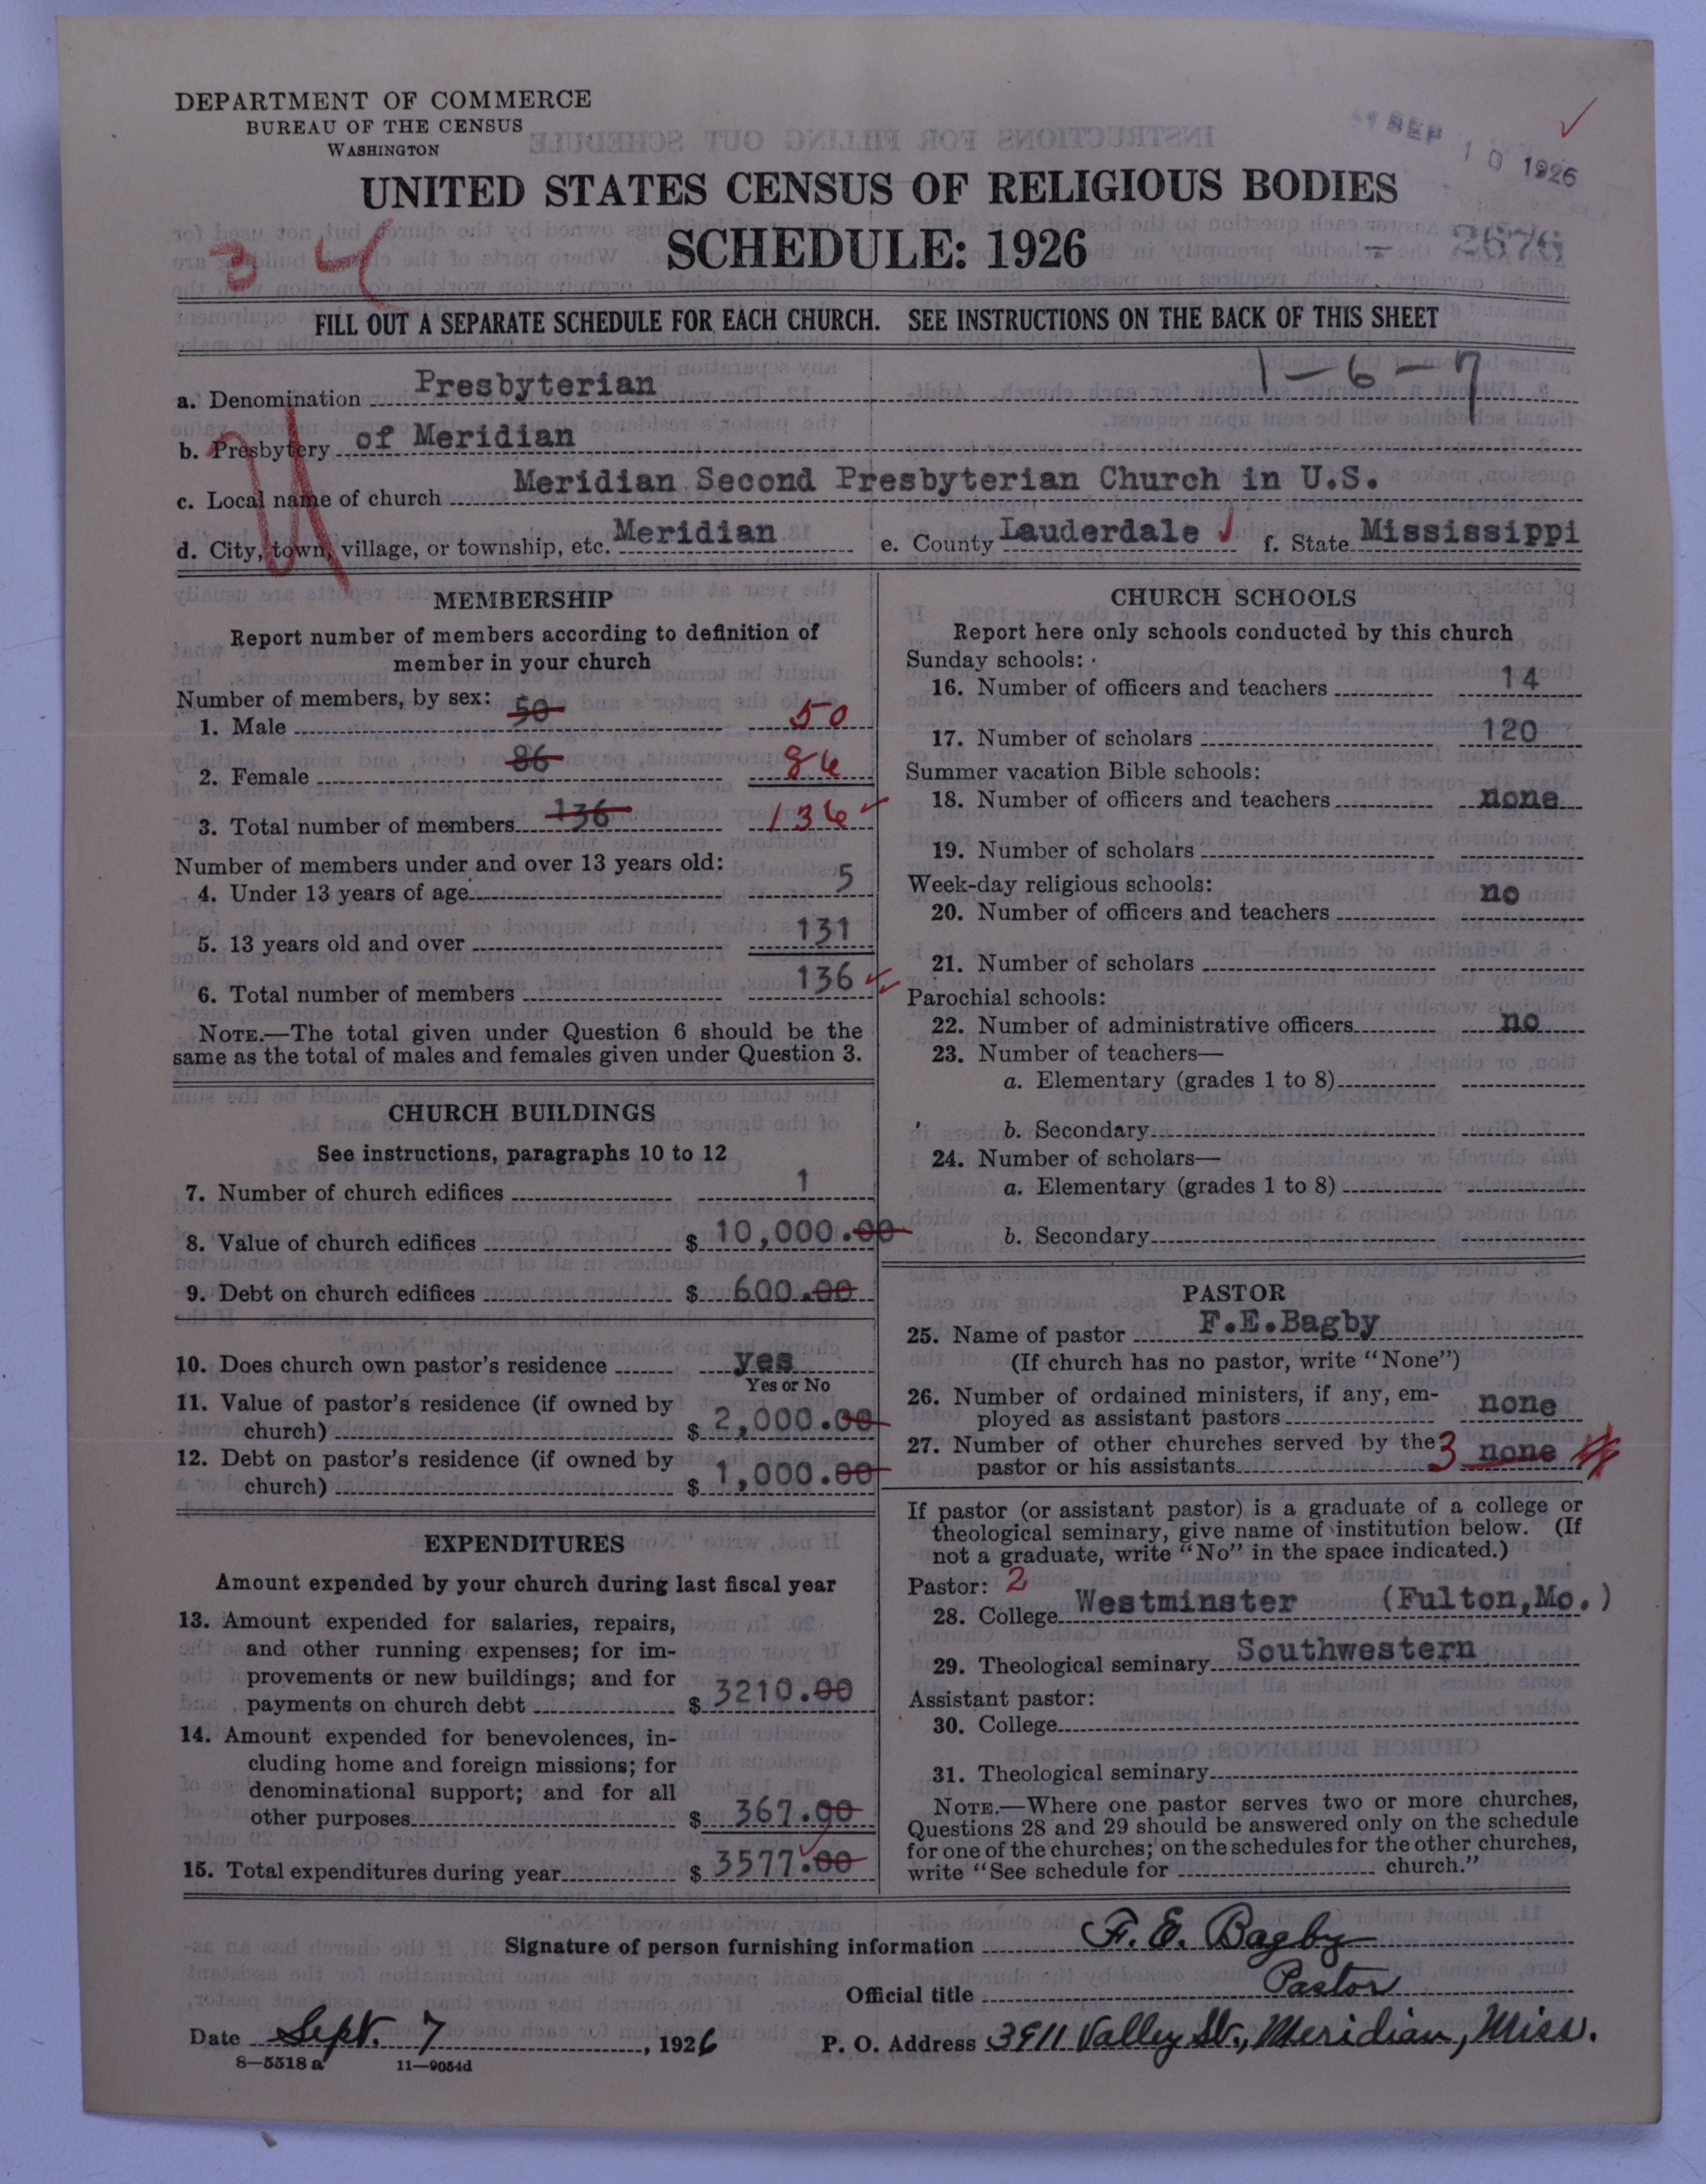 DEPARTMENT OF COMMERCE
BUREAU OF THE CENSUS
WASHINGTON
SEP 10 1926
UNITED STATES CENSUS OF RELIGIOUS BODIES
SCHEDULE: 1926
2676
3 4
FILL OUT A SEPARATE SCHEDULE FOR EACH CHURCH. SEE INSTRUCTIONS ON THE BACK OF THIS SHEET
1-6-7
a. Denomination Presbyterian
b. Presbytery of Meridian
c. Local name of church Meridian Second Presbyterian Church in U.S.
d. City, town, village, or township, etc. Meridian e. County Lauderdale f. State Mississippi
MEMBERSHIP
Report number of members according to definition of
member in your church
Number of members, by sex:
1. Male 50 50
2. Female 86 86
3. Total number of members 136 136
Number of members under and over 13 years old:
4. Under 13 years of age 5
5. 13 years old and over 131
6. Total number of members 136
NOTE.—The total given under Question 6 should be the
same as the total of males and females given under Question 3.
CHURCH BUILDINGS
See instructions, paragraphs 10 to 12
7. Number of church edifices 1
8. Value of church edifices $ 10,000.00
9. Debt on church edifices $ 600.00
10. Does church own pastor's residence yes
Yes or No
11. Value of pastor's residence (if owned by
church) $ 2,000.00
12. Debt on pastor's residence (if owned by
church) $ 1,000.00
EXPENDITURES
Amount expended by your church during last fiscal year
13. Amount expended for salaries, repairs,
and other running expenses; for im-
provements or new buildings; and for
payments on church debt $ 3210.00
14. Amount expended for benevolences, in-
cluding home and foreign missions; for
denominational support; and for all
other purposes $ 367.00
15. Total expenditures during year $ 3577.00
CHURCH SCHOOLS
Report here only schools conducted by this church
Sunday schools:
16. Number of officers and teachers 14
17. Number of scholars 120
Summer vacation Bible schools:
18. Number of officers and teachers none
19. Number of scholars
Week-day religious schools:
20. Number of officers and teachers no
21. Number of scholars
Parochial schools:
22. Number of administrative officers no
23. Number of teachers—
a. Elementary (grades 1 to 8)
b. Secondary
24. Number of scholars—
a. Elementary (grades 1 to 8)
b. Secondary
PASTOR
25. Name of pastor F.E.Bagby
(If church has no pastor, write "None")
26. Number of ordained ministers, if any, em-
ployed as assistant pastors none
27. Number of other churches served by the
pastor or his assistants 3 none
If pastor (or assistant pastor) is a graduate of a college or
theological seminary, give name of institution below. (If
not a graduate, write "No" in the space indicated.)
Pastor: 2
28. College Westminster (Fulton,Mo.)
29. Theological seminary Southwestern
Assistant pastor:
30. College
31. Theological seminary
NOTE.—Where one pastor serves two or more churches,
Questions 28 and 29 should be answered only on the schedule
for one of the churches; on the schedules for the other churches,
write "See schedule for church."
Signature of person furnishing information F. E. Bagby
Official title Pastor
Date Sept. 7, 1926 P. O. Address 3911 Valley St., Meridian, Miss.
8—5518 a 11—9054d